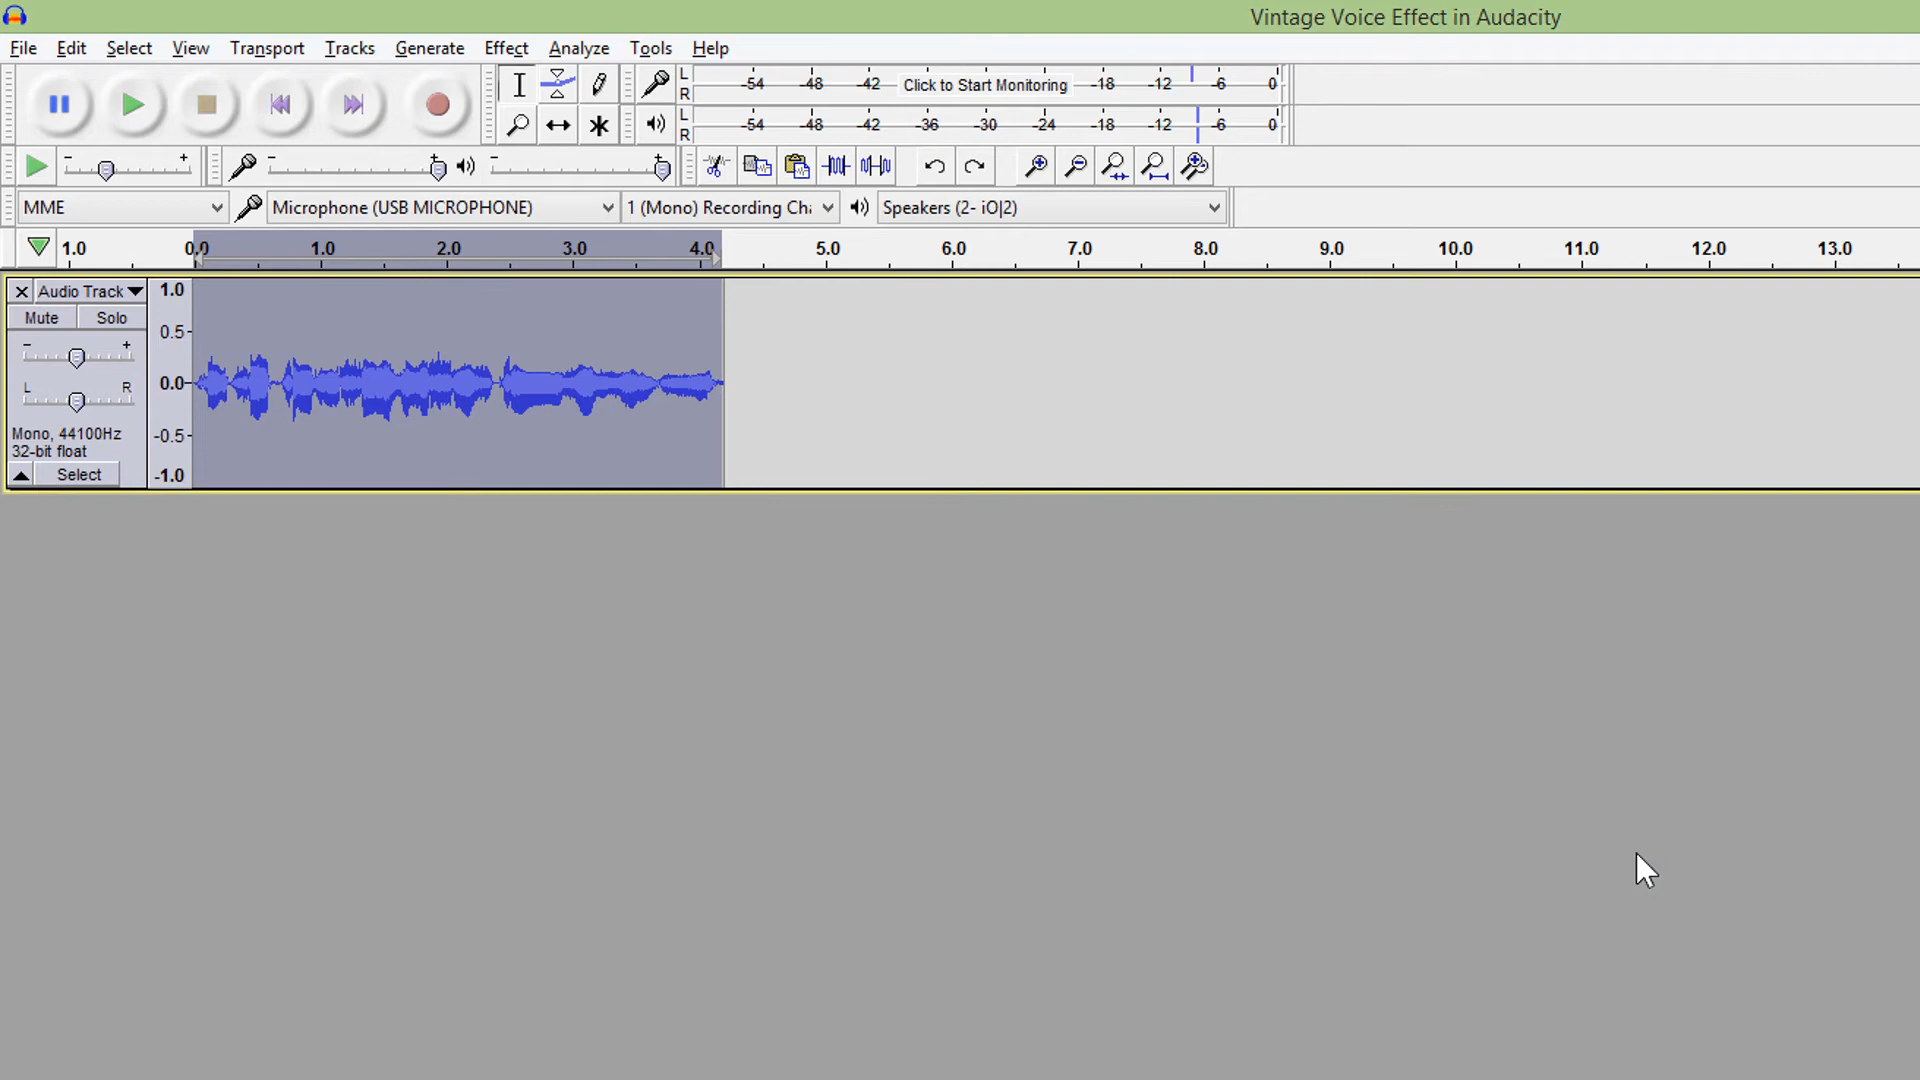 Vintage Voice Effect in Audacity
File Edit Select View Transport Tracks Generate Effect Analyze Tools Help
L R -54 -48 -42 Click to Start Monitoring -18 -12 -6 0
L R -54 -48 -42 -36 -30 -24 -18 -12 -6 0
- + - + - +
MME Microphone (USB MICROPHONE) 1 (Mono) Recording Cha Speakers (2- iO|2)
1.0 0.0 1.0 2.0 3.0 4.0 5.0 6.0 7.0 8.0 9.0 10.0 11.0 12.0 13.0
Audio Track 1.0
Mute Solo
0.5
- +
L R 0.0
Mono, 44100Hz
-0.5
32-bit float
Select -1.0